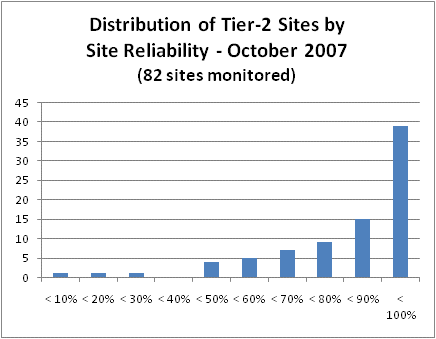 Distribution of Tier-2 Sites by
Site Reliability - October 2007
(82 sites monitored)
45
40
35
30
25
20
15
10
5
0
< 10% < 20% < 30% < 40% < 50% < 60% < 70% < 80% < 90% <
100%